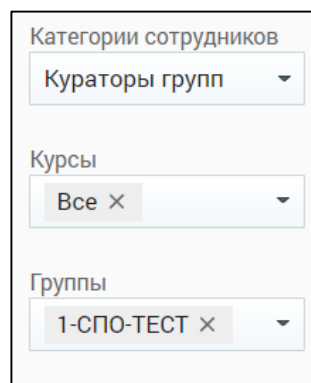 Категории сотрудников
Кураторы групп
Курсы
Все ×
Группы
1-СПО-ТЕСТ ×